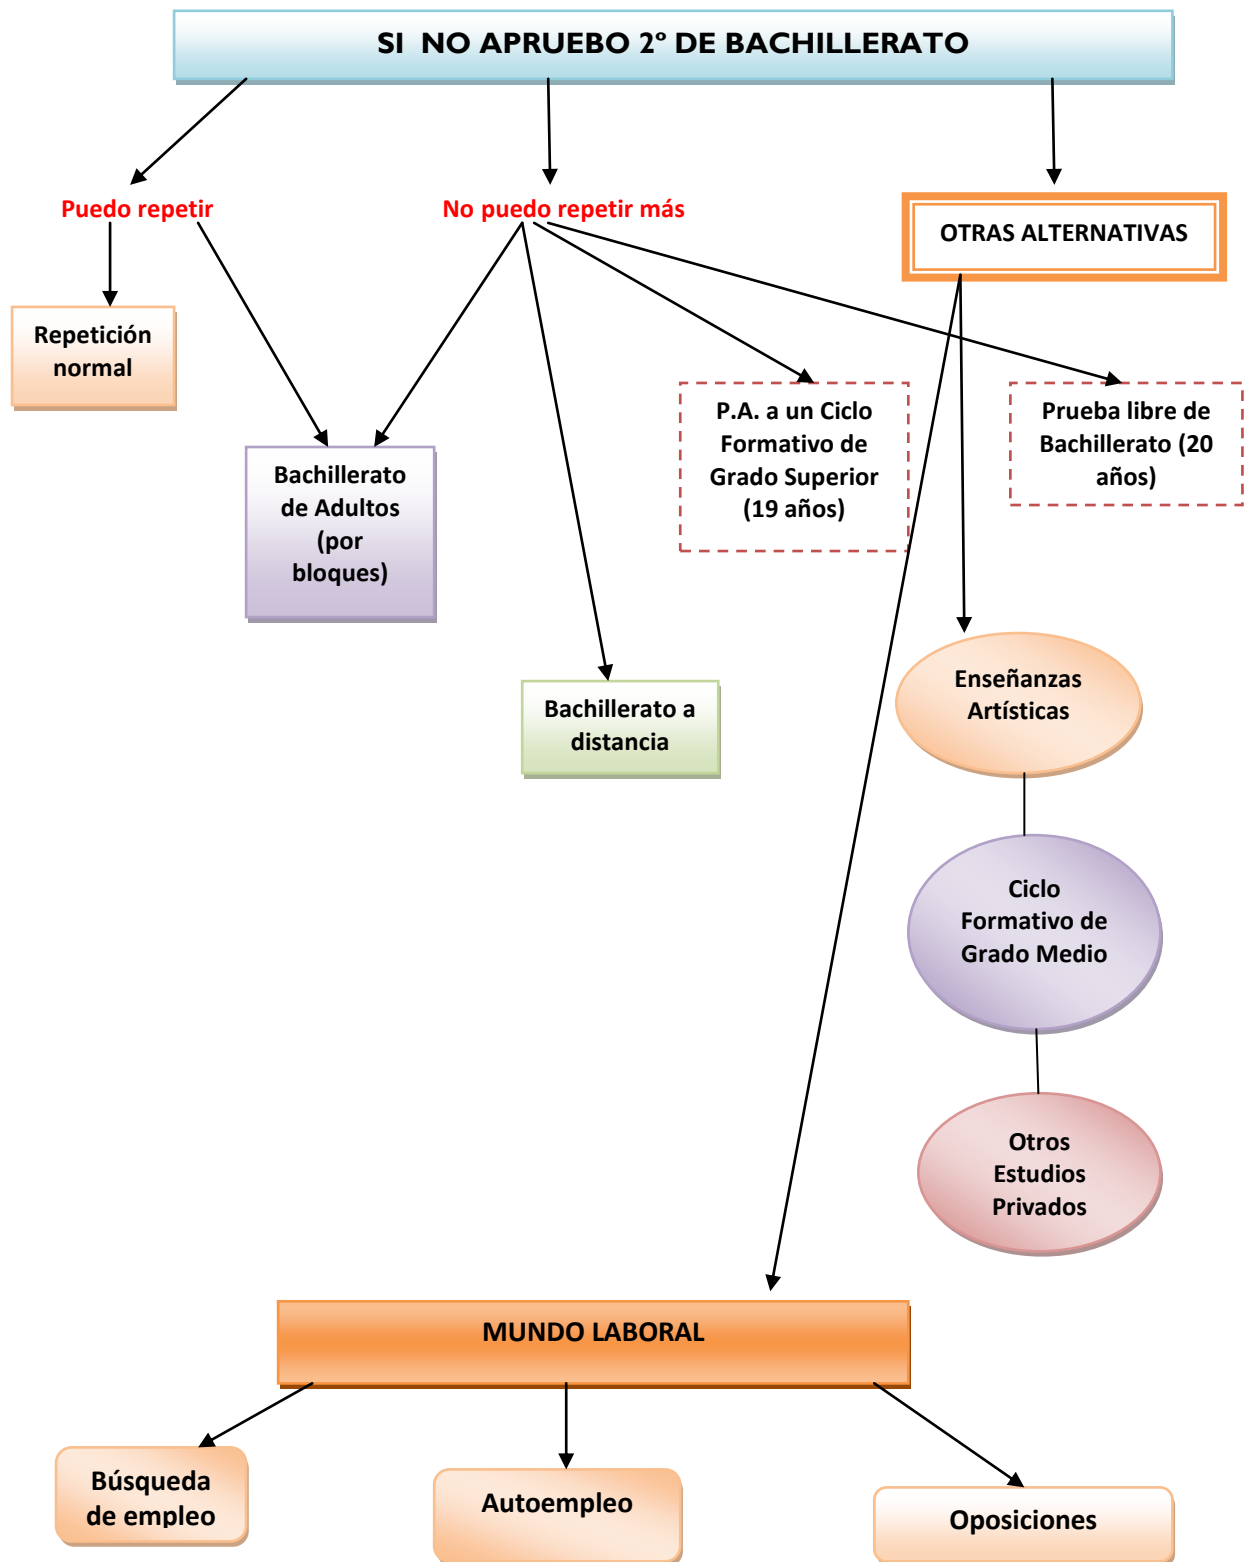 SI NO APRUEBO 2º DE BACHILLERATO
Puedo repetir
No puedo repetir más
OTRAS ALTERNATIVAS
Repetición
normal
P.A. a un Ciclo
Formativo de
Grado Superior
(19 años)
Prueba libre de
Bachillerato (20
años)
Bachillerato
de Adultos
(por
bloques)
Enseñanzas
Artísticas
Bachillerato a
distancia
Ciclo
Formativo de
Grado Medio
Otros
Estudios
Privados
MUNDO LABORAL
Búsqueda
de empleo
Autoempleo
Oposiciones